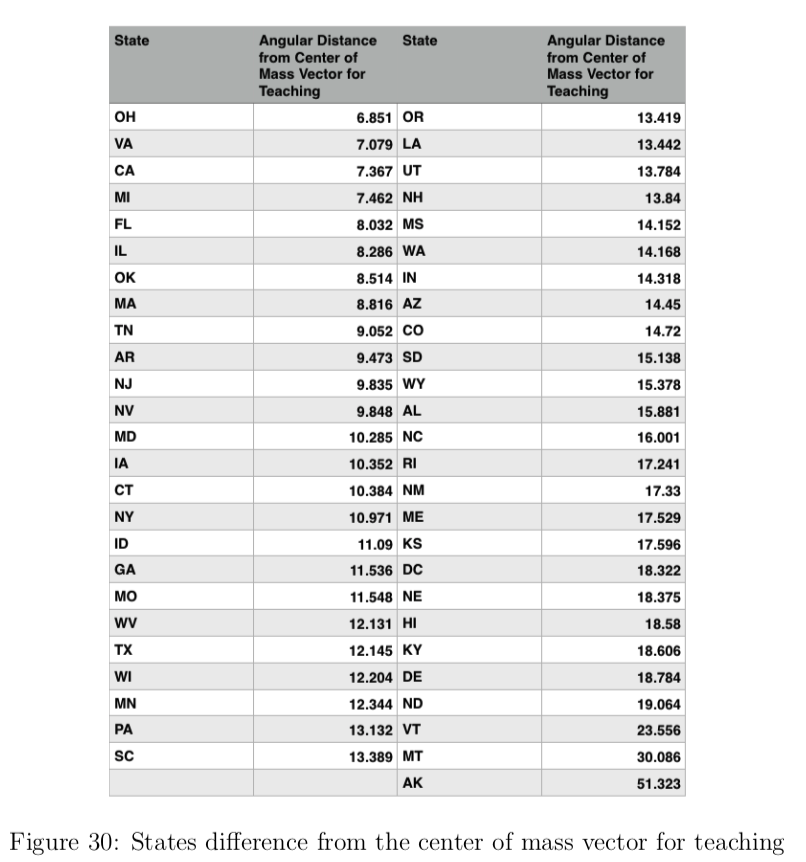 State Angular Distance from Center of Mass Vector for Teaching State Angular Distance from Center of Mass Vector for Teaching
OH 6.851 OR 13.419
VA 7.079 LA 13.442
CA 7.367 UT 13.784
MI 7.462 NH 13.84
FL 8.032 MS 14.152
IL 8.286 WA 14.168
OK 8.514 IN 14.318
MA 8.816 AZ 14.45
TN 9.052 CO 14.72
AR 9.473 SD 15.138
NJ 9.835 WY 15.378
NV 9.848 AL 15.881
MD 10.285 NC 16.001
IA 10.352 RI 17.241
CT 10.384 NM 17.33
NY 10.971 ME 17.529
ID 11.09 KS 17.596
GA 11.536 DC 18.322
MO 11.548 NE 18.375
WV 12.131 HI 18.58
TX 12.145 KY 18.606
WI 12.204 DE 18.784
MN 12.344 ND 19.064
PA 13.132 VT 23.556
SC 13.389 MT 30.086
AK 51.323
Figure 30: States difference from the center of mass vector for teaching